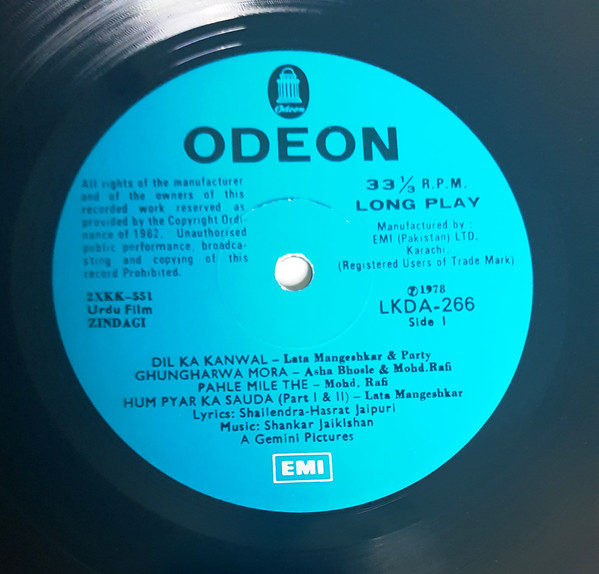 Odeon
ODEON
All rights of the manufacturer
and of the owners of this
recorded work reserved as
provided by the Copyright Ordi
nance of 1962. Unauthorised
public performance, broadca-
sting and copying of this
record Prohibited.
33 1/3 R.P.M.
LONG PLAY
Manufactured by :
EMI (Pakistan) LTD.
Karachi.
(Registered Users of Trade Mark)
2XKK-551
Urdu Film
ZINDAGI
℗1978
LKDA-266
Side 1
DIL KA KANWAL – Lata Mangeshkar & Party
GHUNGHARWA MORA – Asha Bhosle & Mohd.Rafi
PAHLE MILE THE – Mohd. Rafi
HUM PYAR KA SAUDA (Part I & II) – Lata Mangeshkar
Lyrics: Shailendra-Hasrat Jaipuri
Music: Shankar Jaikishan
A Gemini Pictures
EMI